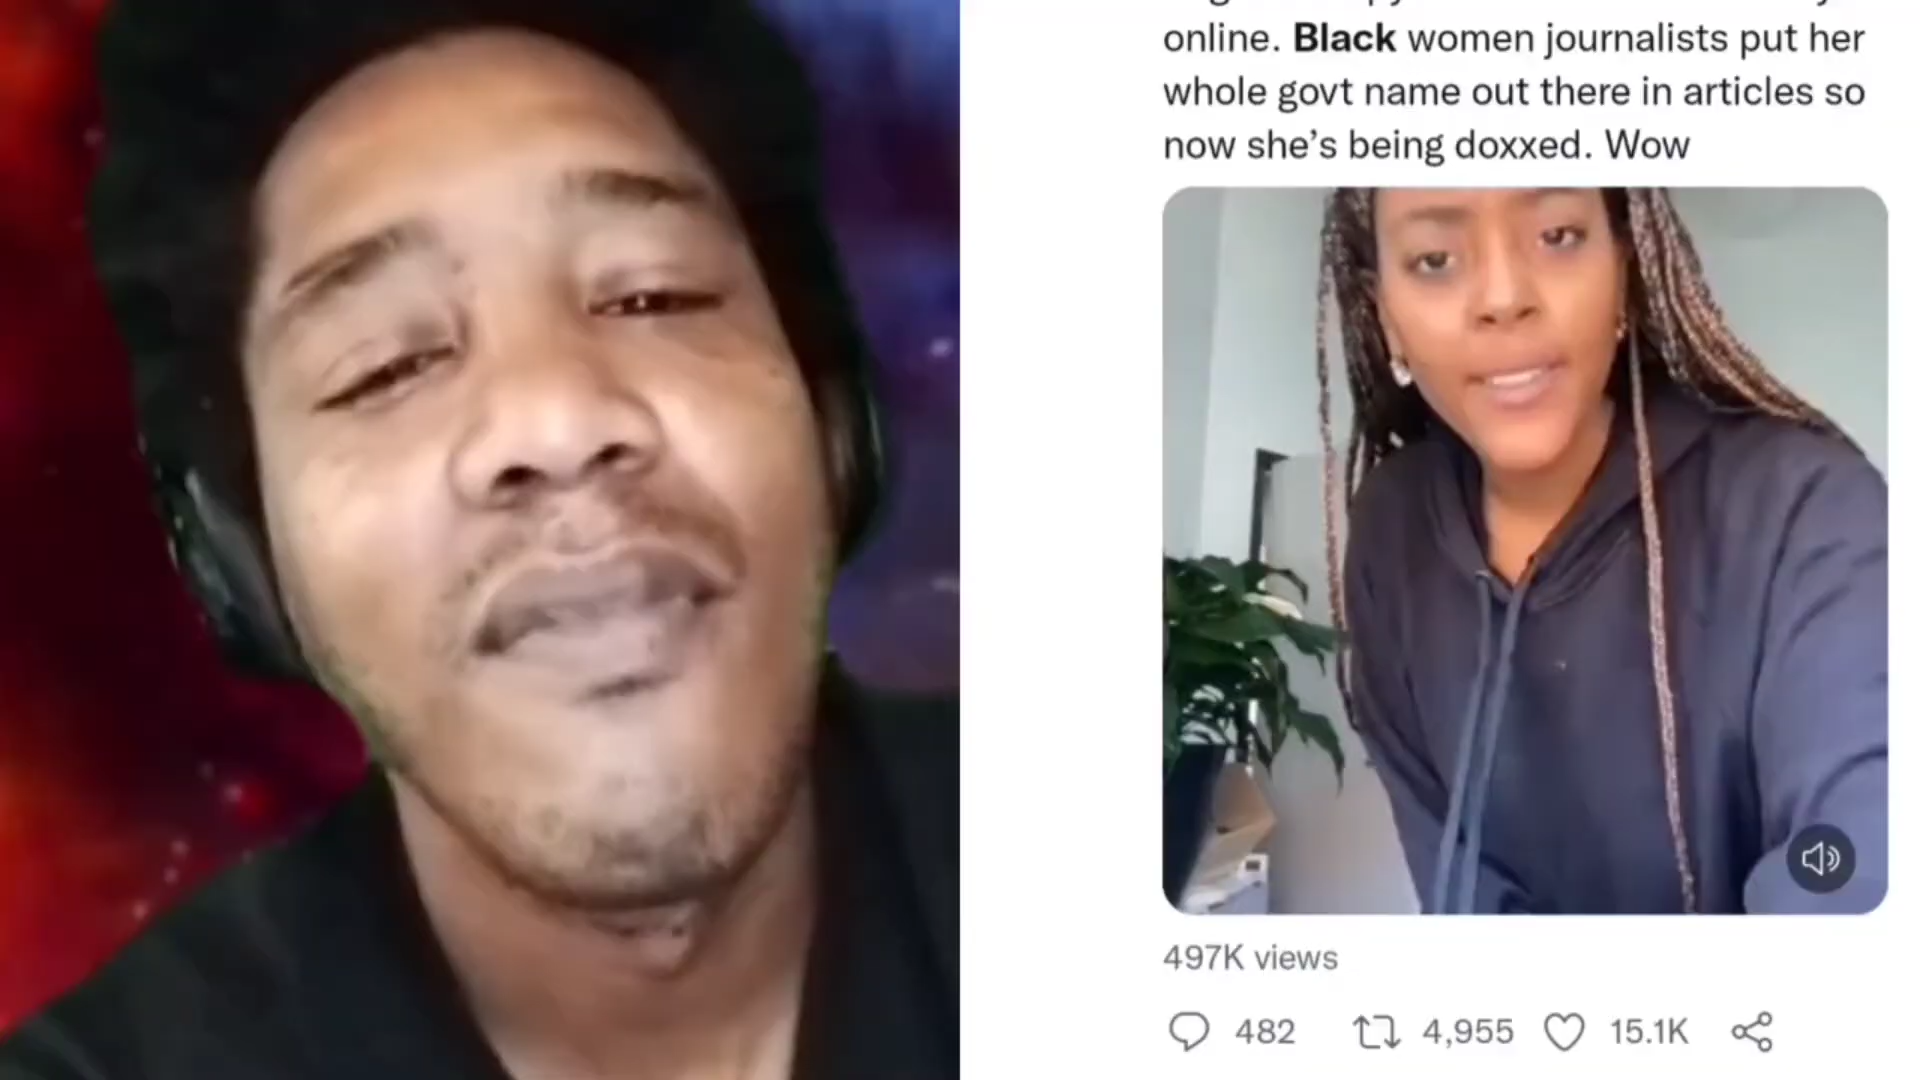 online. Black women journalists put her
whole govt name out there in articles so
now she’s being doxxed. Wow
497K views
482 4,955 15.1K